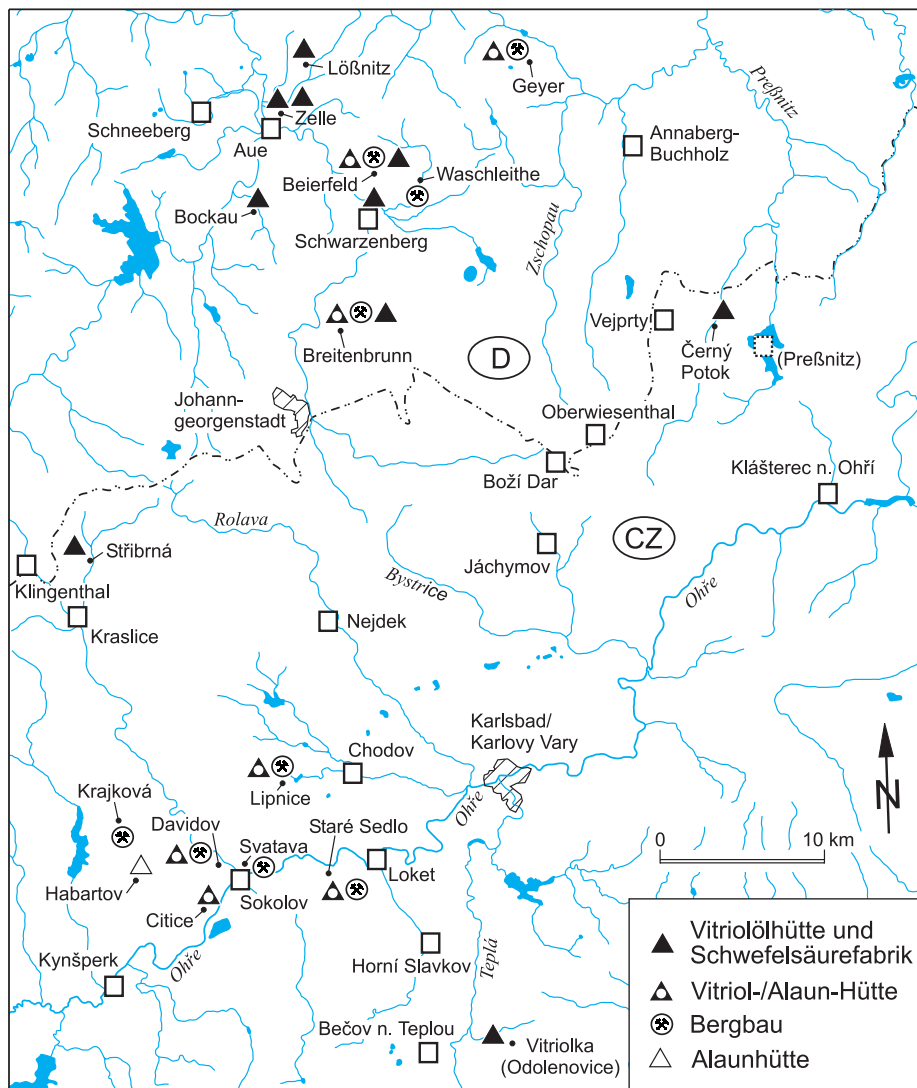 Lößnitz
Geyer
Preßnitz
Schneeberg
Zelle
Aue
Annaberg-
Buchholz
Beierfeld
Waschleithe
Bockau
Schwarzenberg
Zschopau
Vejprty
Breitenbrunn
D
Černý
Potok
(Preßnitz)
Johann-
georgenstadt
Oberwiesenthal
Boží Dar
Klášterec n. Ohří
Rolava
CZ
Střibrná
Jáchymov
Klingenthal
Bystrice
Ohře
Kraslice
Nejdek
Karlsbad/
Karlovy Vary
Chodov
Lipnice
N
Krajková
Ohře
Davidov
Svatava
Staré Sedlo
0
10 km
Loket
Habartov
Sokolov
Citice
Kynšperk
Ohře
Horní Slavkov
Teplá
Bečov n. Teplou
Vitriolka
(Odolenovice)
Vitriolölhütte und
Schwefelsäurefabrik
Vitriol-/Alaun-Hütte
Bergbau
Alaunhütte